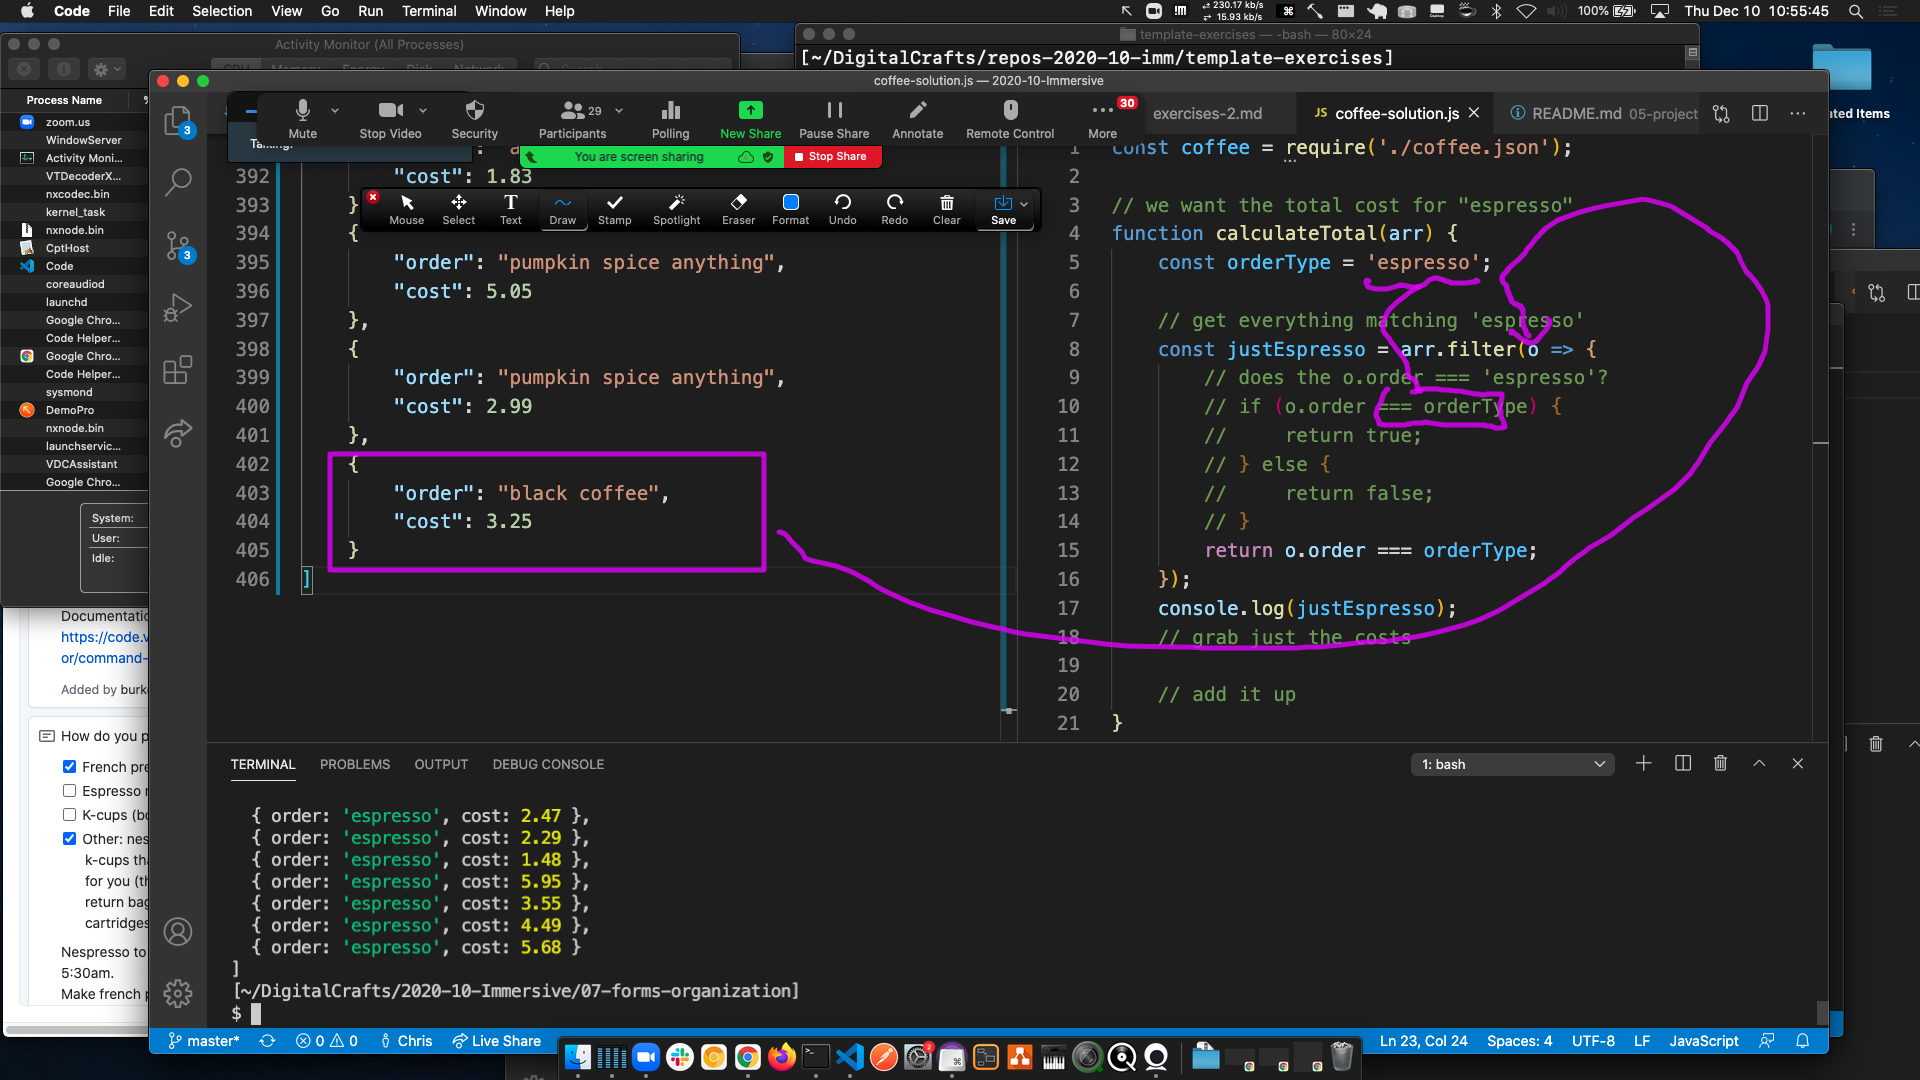 Code File Edit Selection View Go Run Terminal Window Help
230.17 kb/s
15.93 kb/s
100%
Thu Dec 10 10:55:45
Activity Monitor (All Processes)
template-exercises — -bash — 80×24
[~/DigitalCrafts/repos-2020-10-imm/template-exercises]
coffee-solution.js — 2020-10-Immersive
Process Name %
zoom.us
WindowServer
Activity Moni...
VTDecoderX...
nxcodec.bin
kernel_task
nxnode.bin
CptHost
Code
coreaudiod
launchd
Google Chro...
Code Helper...
Google Chro...
Code Helper...
sysmond
DemoPro
nxnode.bin
launchservic...
VDCAssistant
Google Chro...
System:
User:
Idle:
Documentatio
https://code.v
or/command-
Added by burk
How do you p
French pre
Espresso r
K-cups (bo
Other: nes
k-cups tha
for you (th
return bag
cartridges
Nespresso to
5:30am.
Make french p
3
3
Mute
Stop Video
Security
29
Participants
Polling
New Share
Pause Share
Annotate
Remote Control
30
More
Talking:
You are screen sharing
Stop Share
Mouse
Select
Text
Draw
Stamp
Spotlight
Eraser
Format
Undo
Redo
Clear
Save
exercises-2.md
JS coffee-solution.js
README.md 05-project
ated Items
392 "cost": 1.83
393 }
394 {
395 "order": "pumpkin spice anything",
396 "cost": 5.05
397 },
398 {
399 "order": "pumpkin spice anything",
400 "cost": 2.99
401 },
402 {
403 "order": "black coffee",
404 "cost": 3.25
405 }
406 ]
1 const coffee = require('./coffee.json');
2
3 // we want the total cost for "espresso"
4 function calculateTotal(arr) {
5 const orderType = 'espresso';
6
7 // get everything matching 'espresso'
8 const justEspresso = arr.filter(o => {
9 // does the o.order === 'espresso'?
10 // if (o.order === orderType) {
11 // return true;
12 // } else {
13 // return false;
14 // }
15 return o.order === orderType;
16 });
17 console.log(justEspresso);
18 // grab just the costs
19
20 // add it up
21 }
TERMINAL PROBLEMS OUTPUT DEBUG CONSOLE
1: bash
{ order: 'espresso', cost: 2.47 },
{ order: 'espresso', cost: 2.29 },
{ order: 'espresso', cost: 1.48 },
{ order: 'espresso', cost: 5.95 },
{ order: 'espresso', cost: 3.55 },
{ order: 'espresso', cost: 4.49 },
{ order: 'espresso', cost: 5.68 }
]
[~/DigitalCrafts/2020-10-Immersive/07-forms-organization]
$
master* 0 0 Chris Live Share
Ln 23, Col 24 Spaces: 4 UTF-8 LF JavaScript
2